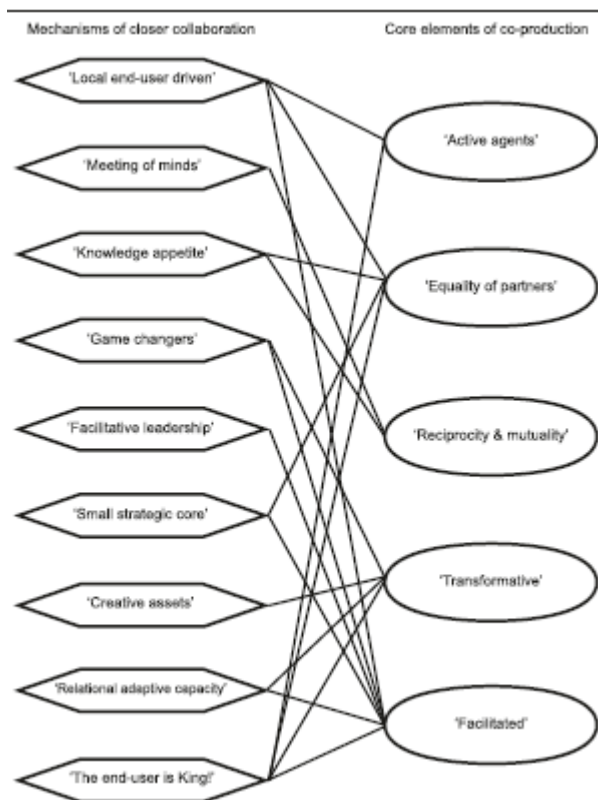 Mechanisms of closer collaboration
Core elements of co-production
'Local end-user driven'
'Meeting of minds'
'Knowledge appetite'
'Game changers'
'Facilitative leadership'
'Small strategic core'
'Creative assets'
'Relational adaptive capacity'
'The end-user is King!'
'Active agents'
'Equality of partners'
'Reciprocity & mutuality'
'Transformative'
'Facilitated'